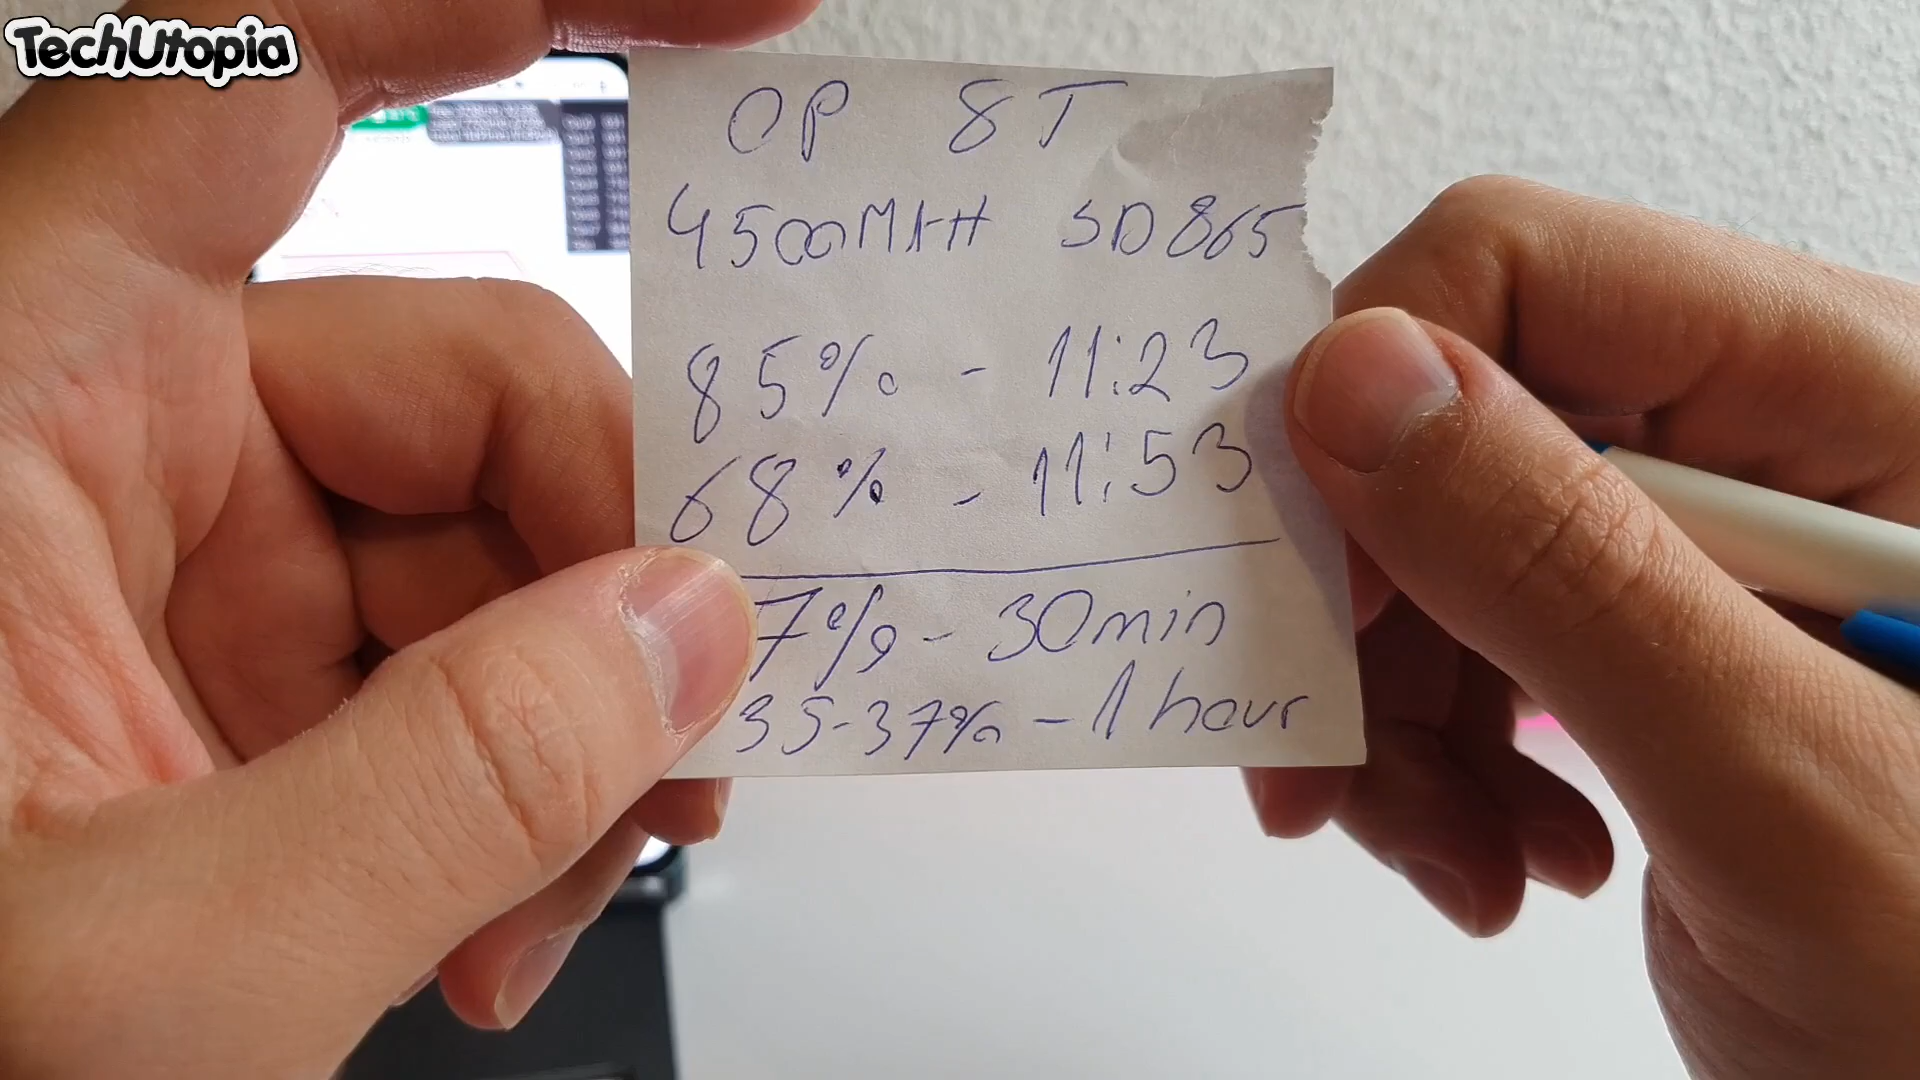 TechUtopia
OP 8T
4500MAH SD865
85% - 11:23
68% - 11:53
7% - 30min
35-37% - 1 hour